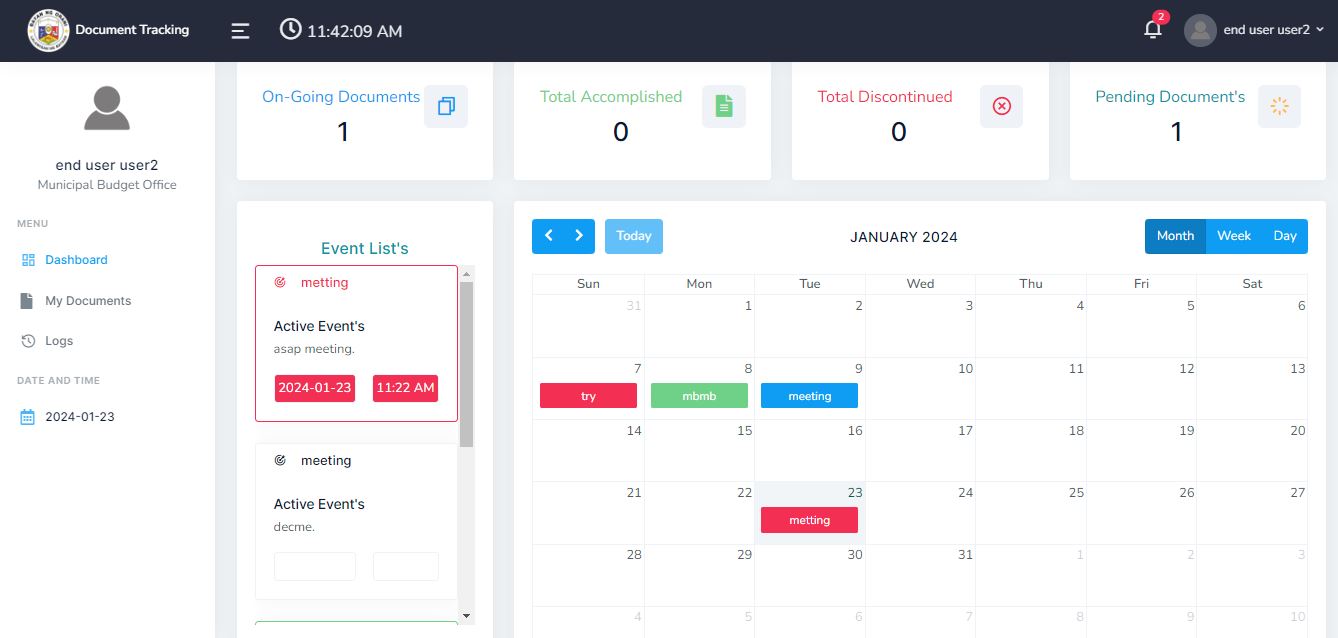 Document Tracking
11:42:09 AM
2
end user user2
end user user2
Municipal Budget Office
MENU
Dashboard
My Documents
Logs
DATE AND TIME
2024-01-23
On-Going Documents
1
Total Accomplished
0
Total Discontinued
0
Pending Document's
1
Event List's
metting
Active Event's
asap meeting.
2024-01-23 11:22 AM
meeting
Active Event's
decme.
Today
JANUARY 2024
Month Week Day
Sun Mon Tue Wed Thu Fri Sat
31 1 2 3 4 5 6
7 8 9 10 11 12 13
try mbmb meeting
14 15 16 17 18 19 20
21 22 23 24 25 26 27
metting
28 29 30 31 1 2 3
4 5 6 7 8 9 10